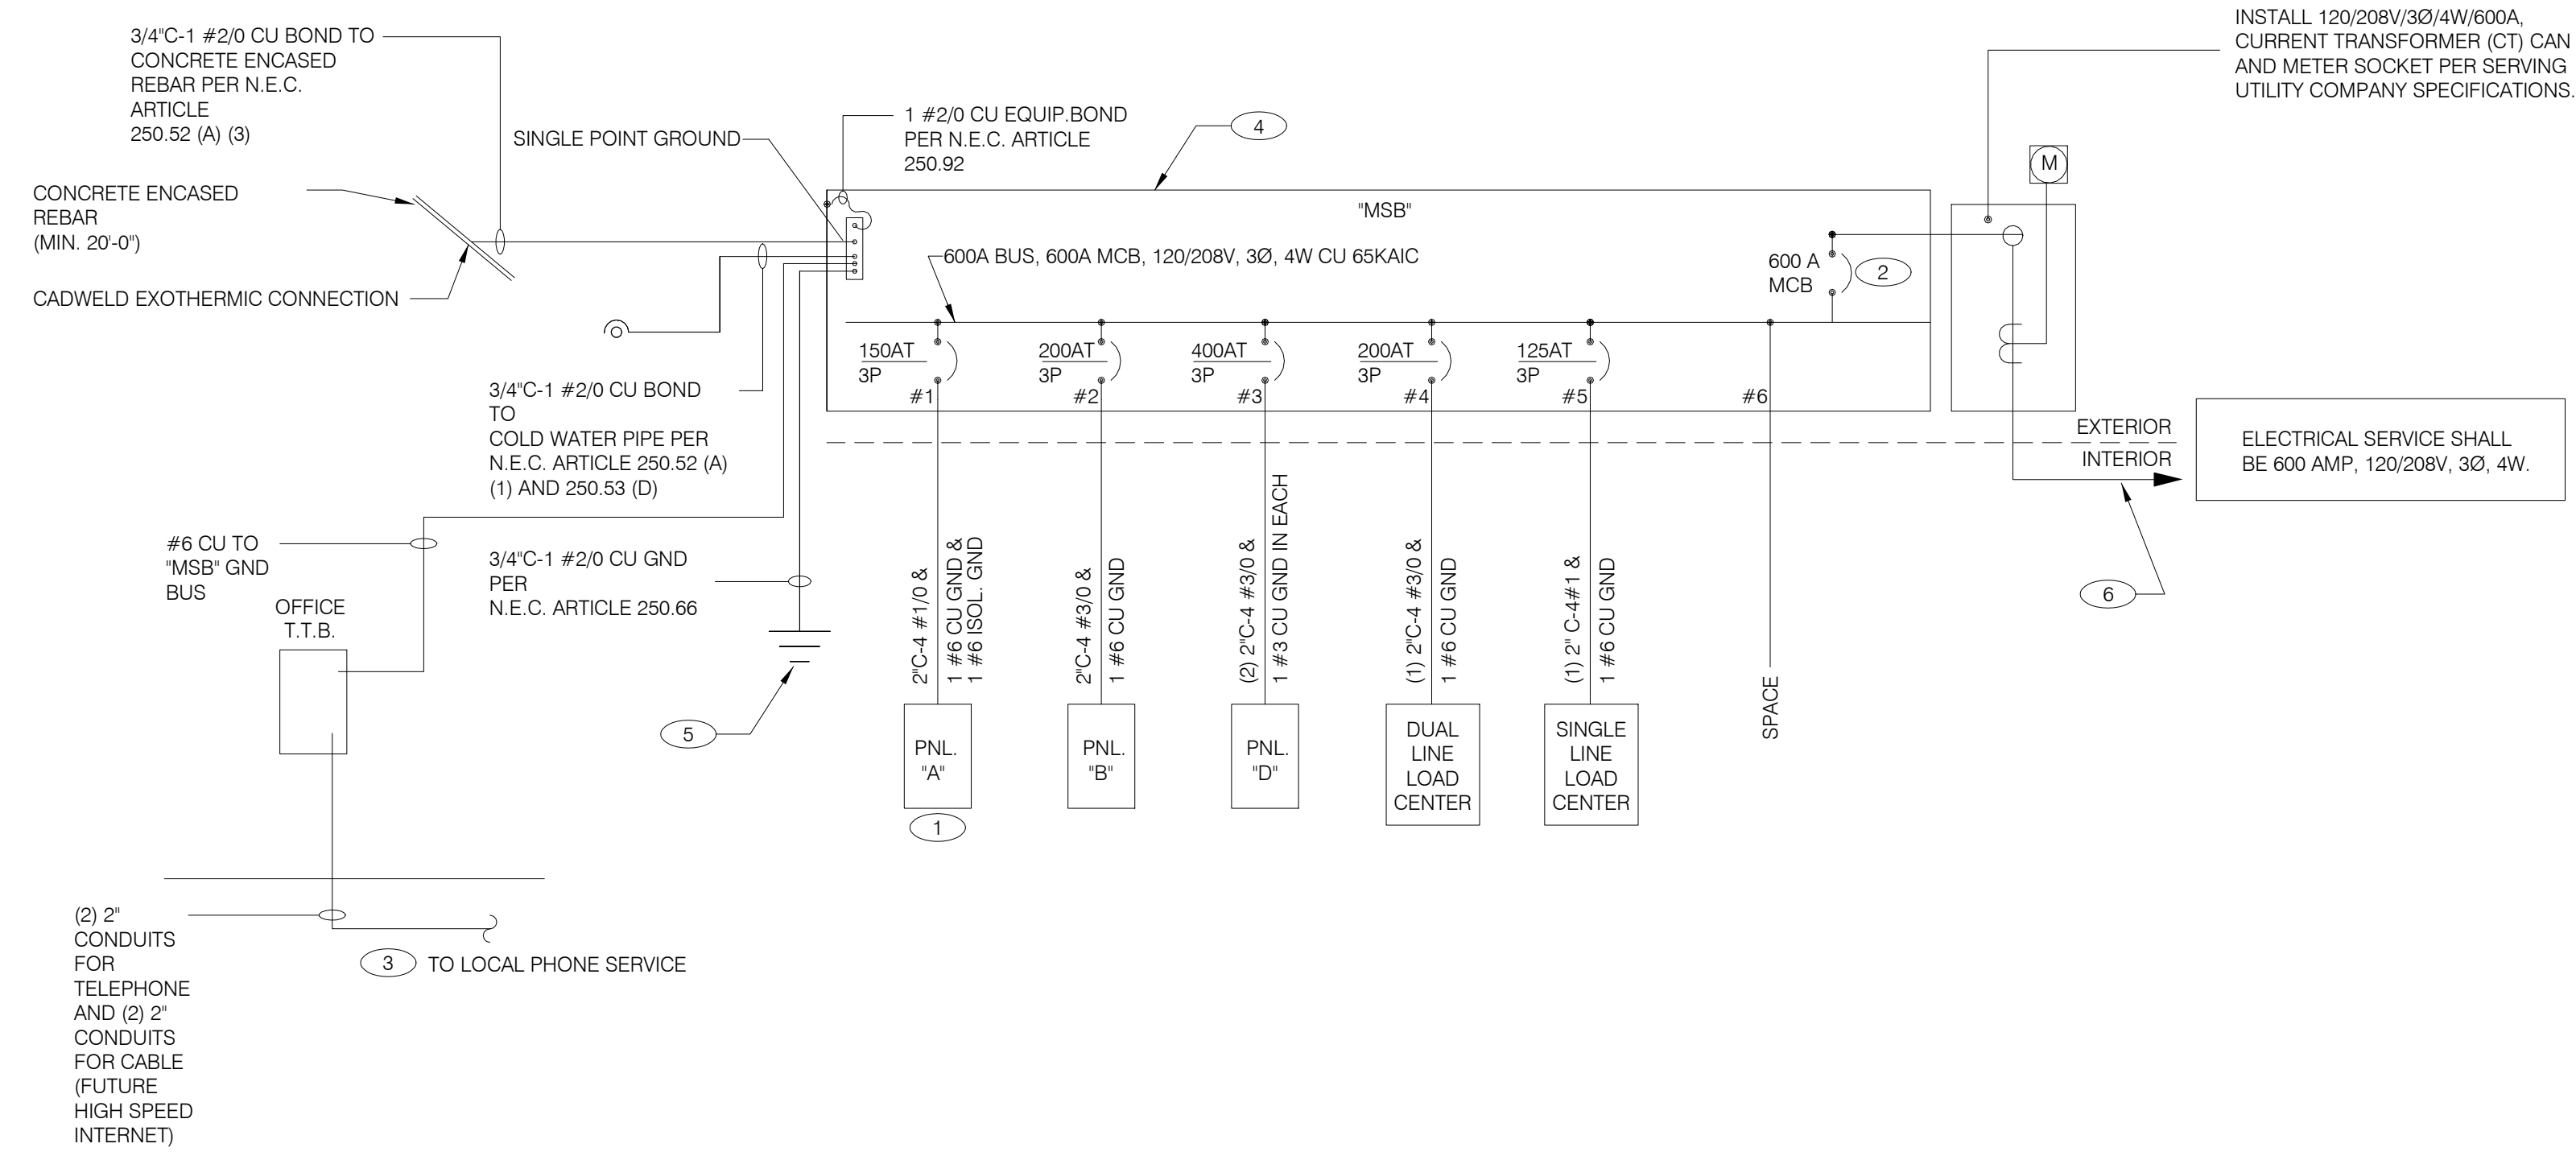 3/4"C-1 #2/0 CU BOND TO
CONCRETE ENCASED
REBAR PER N.E.C.
ARTICLE
250.52 (A) (3)
CONCRETE ENCASED
REBAR
(MIN. 20'-0")
CADWELD EXOTHERMIC CONNECTION
SINGLE POINT GROUND
1 #2/0 CU EQUIP.BOND
PER N.E.C. ARTICLE
250.92
4
INSTALL 120/208V/3Ø/4W/600A,
CURRENT TRANSFORMER (CT) CAN
AND METER SOCKET PER SERVING
UTILITY COMPANY SPECIFICATIONS.
M
"MSB"
600A BUS, 600A MCB, 120/208V, 3Ø, 4W CU 65KAIC
600 A
MCB
2
150AT
3P
#1
200AT
3P
#2
400AT
3P
#3
200AT
3P
#4
125AT
3P
#5
#6
EXTERIOR
INTERIOR
ELECTRICAL SERVICE SHALL
BE 600 AMP, 120/208V, 3Ø, 4W.
6
3/4"C-1 #2/0 CU BOND
TO
COLD WATER PIPE PER
N.E.C. ARTICLE 250.52 (A)
(1) AND 250.53 (D)
#6 CU TO
"MSB" GND
BUS
OFFICE
T.T.B.
3/4"C-1 #2/0 CU GND
PER
N.E.C. ARTICLE 250.66
5
2"C-4 #1/0 &
1 #6 CU GND &
1 #6 ISOL. GND
2"C-4 #3/0 &
1 #6 CU GND
(2) 2"C-4 #3/0 &
1 #3 CU GND IN EACH
(1) 2"C-4 #3/0 &
1 #6 CU GND
(1) 2" C-4#1 &
1 #6 CU GND
SPACE
PNL.
"A"
1
PNL.
"B"
PNL.
"D"
DUAL
LINE
LOAD
CENTER
SINGLE
LINE
LOAD
CENTER
(2) 2"
CONDUITS
FOR
TELEPHONE
AND (2) 2"
CONDUITS
FOR CABLE
(FUTURE
HIGH SPEED
INTERNET)
3
TO LOCAL PHONE SERVICE